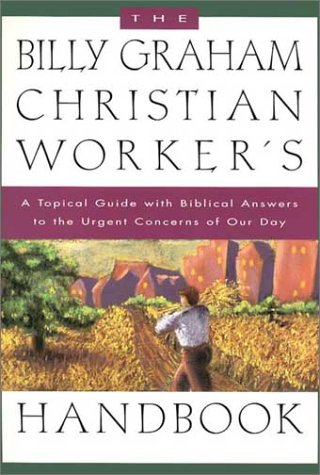 THE
BILLY GRAHAM
CHRISTIAN
WORKER'S
A Topical Guide with Biblical Answers
to the Urgent Concerns of Our Day
HANDBOOK